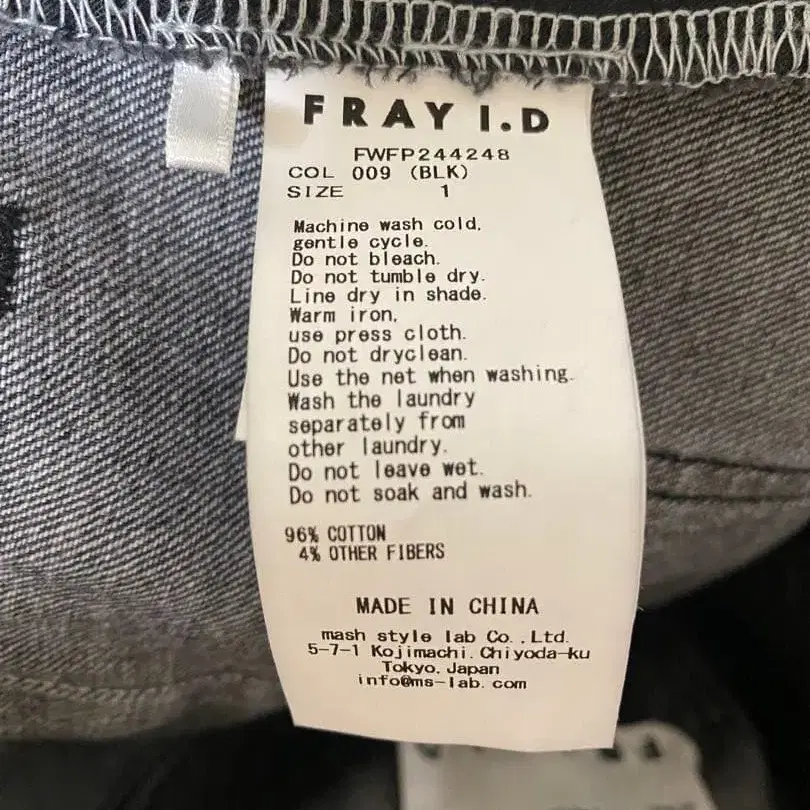 FRAY I.D
FWFP244248
COL 009 (BLK)
SIZE 1
Machine wash cold,
gentle cycle.
Do not bleach.
Do not tumble dry.
Line dry in shade.
Warm iron,
use press cloth.
Do not dryclean.
Use the net when washing.
Wash the laundry
separately from
other laundry.
Do not leave wet.
Do not soak and wash.
96% COTTON
4% OTHER FIBERS
MADE IN CHINA
mash style lab Co.,Ltd.
5-7-1 Kojimachi.Chiyoda-ku
Tokyo.Japan
info@ms-lab.com